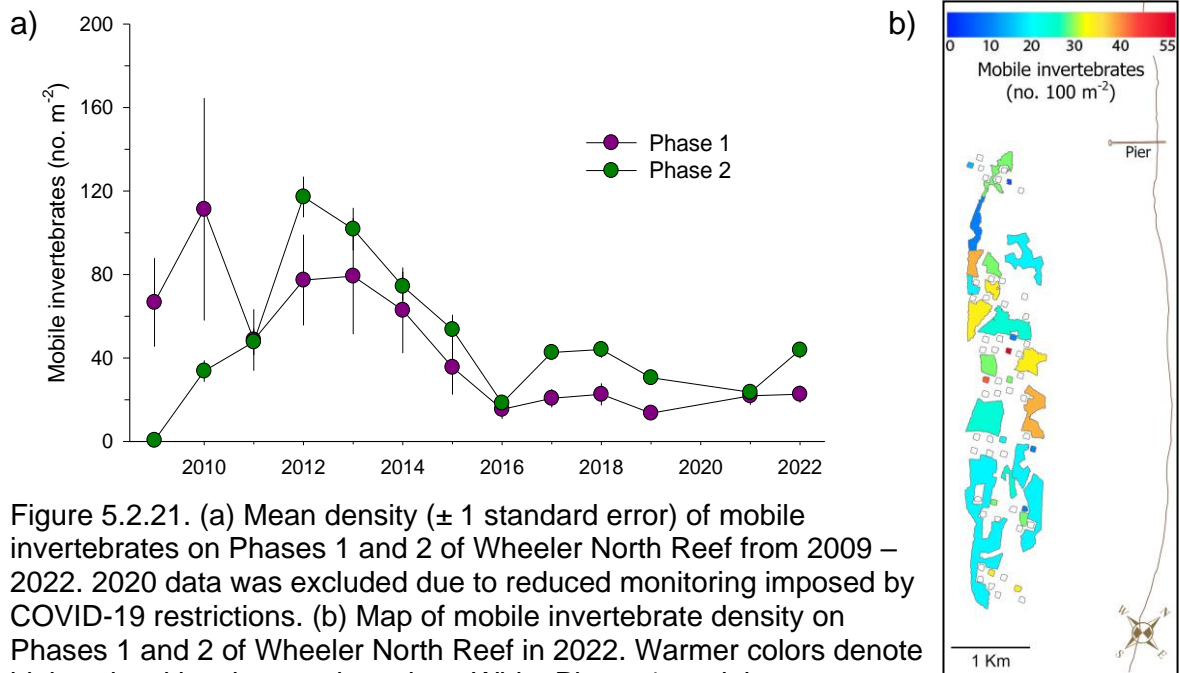 a)
200
160
120
80
40
0
Mobile invertebrates (no. m-2)
Phase 1
Phase 2
2010 2012 2014 2016 2018 2020 2022
b)
0 10 20 30 40 55
Mobile invertebrates
(no. 100 m-2)
Pier
W N
S E
1 Km
Figure 5.2.21. (a) Mean density (± 1 standard error) of mobile
invertebrates on Phases 1 and 2 of Wheeler North Reef from 2009 –
2022. 2020 data was excluded due to reduced monitoring imposed by
COVID-19 restrictions. (b) Map of mobile invertebrate density on
Phases 1 and 2 of Wheeler North Reef in 2022. Warmer colors denote